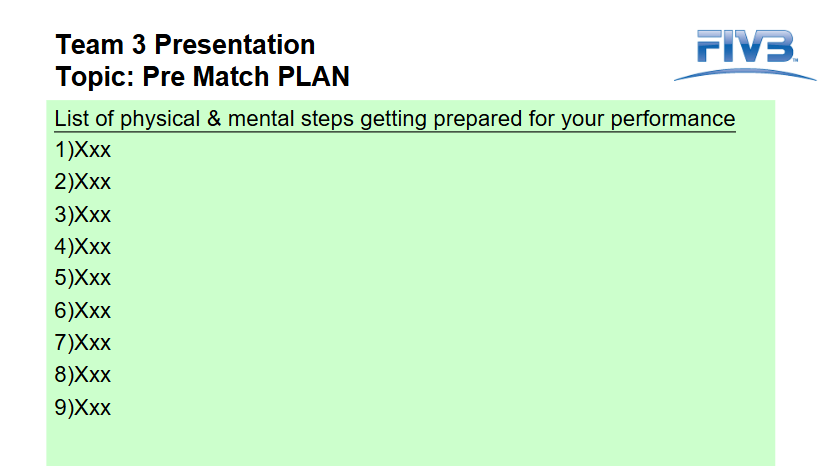 Team 3 Presentation
Topic: Pre Match PLAN
FIVB
TM
List of physical & mental steps getting prepared for your performance
1)Xxx
2)Xxx
3)Xxx
4)Xxx
5)Xxx
6)Xxx
7)Xxx
8)Xxx
9)Xxx